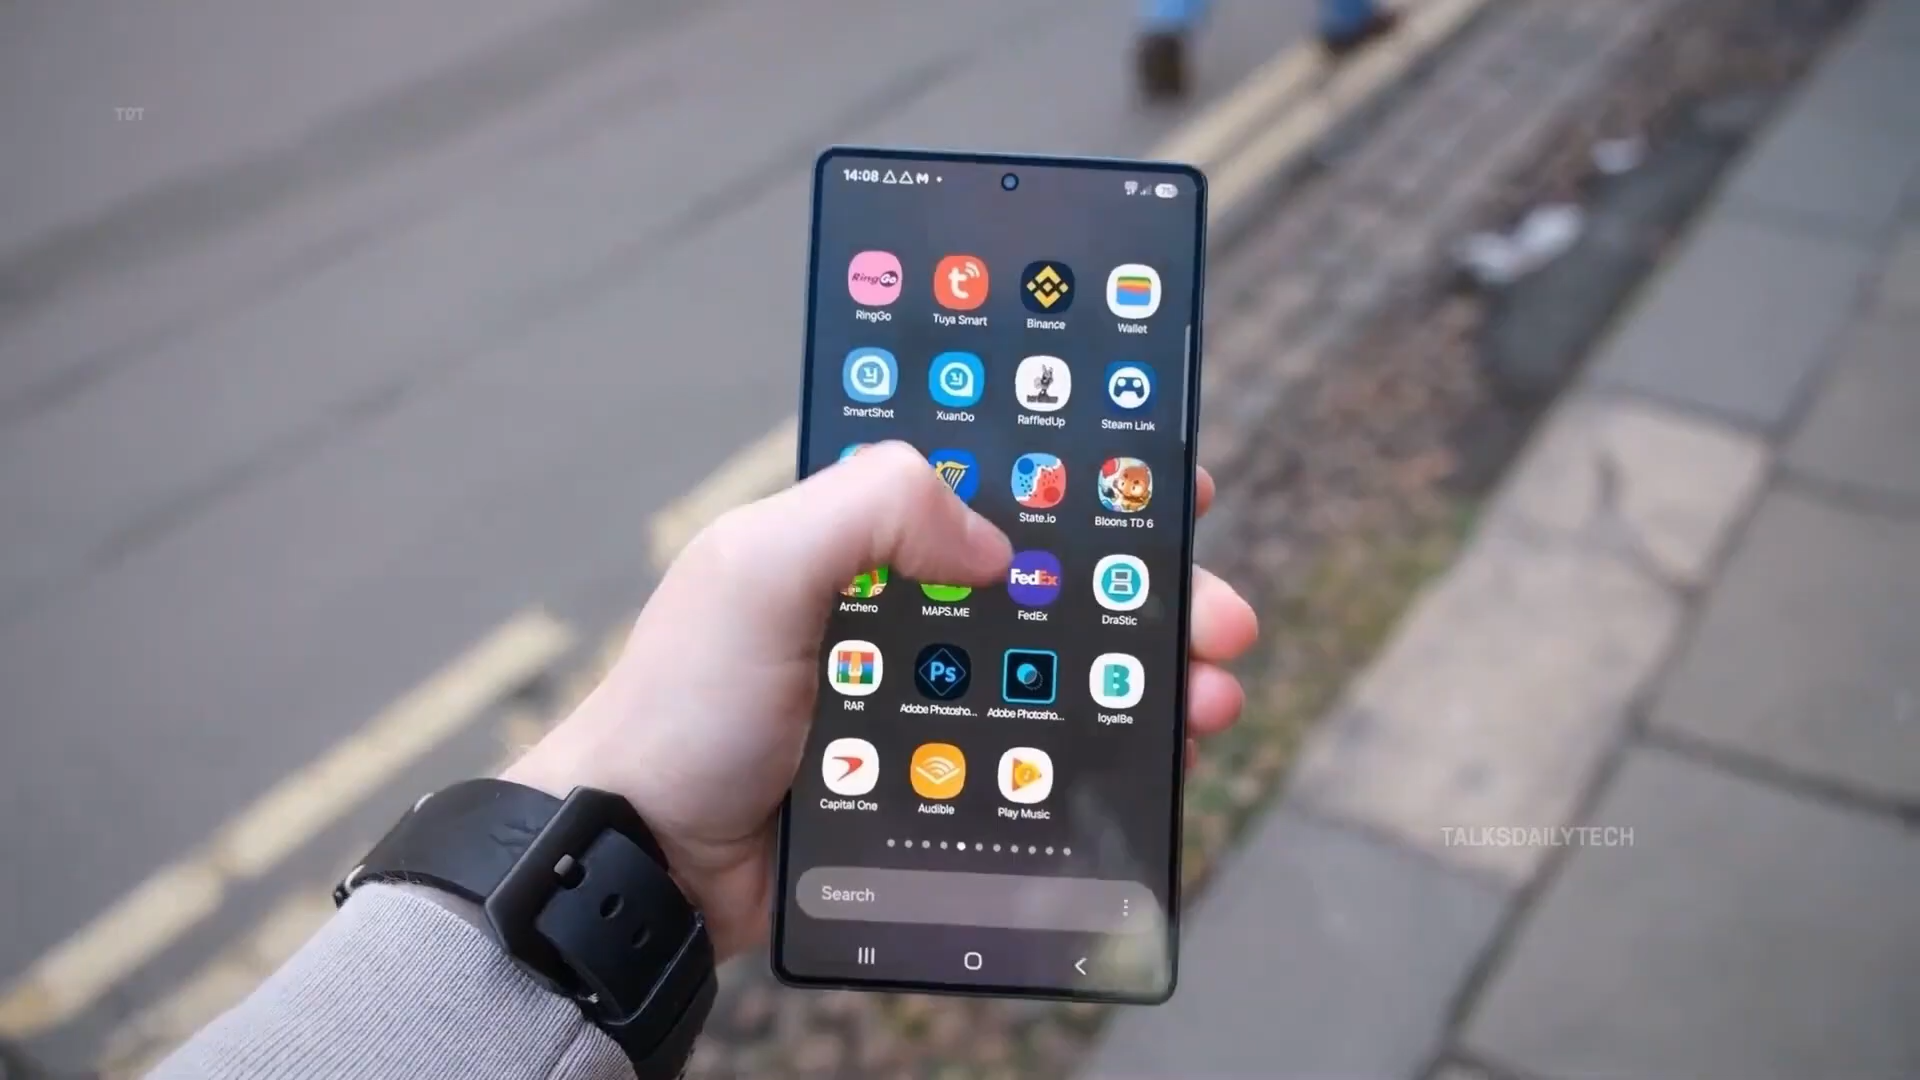 TDT
14:08
RingGo
RingGo
Tuya Smart
Binance
Wallet
SmartShot
XuanDo
RaffledUp
Steam Link
State.io
Bloons TD 6
FedEx
Archero
MAPS.ME
FedEx
DraStic
Ps
B
RAR
Adobe Photosho...
Adobe Photosho...
loyalBe
Capital One
Audible
Play Music
TALKSDAILYTECH
Search